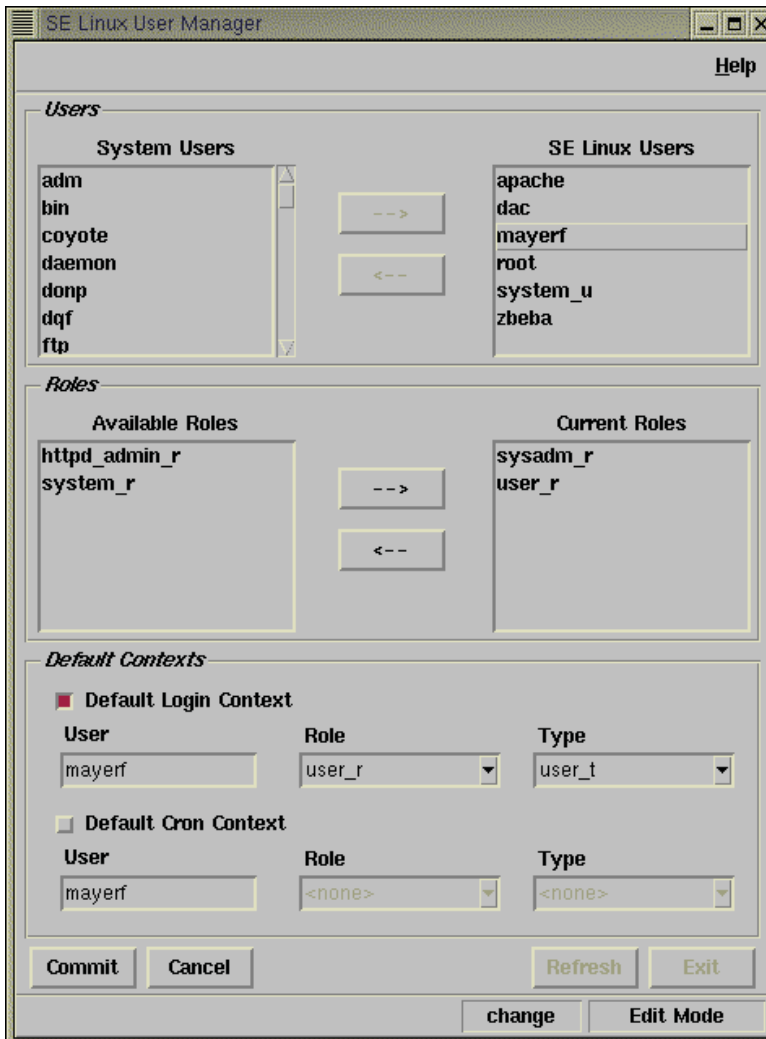 SE Linux User Manager
Help
Users
System Users
SE Linux Users
adm
bin
coyote
daemon
donp
dqf
ftp
-->
<--
apache
dac
mayerf
root
system_u
zbeba
Roles
Available Roles
Current Roles
httpd_admin_r
system_r
-->
<--
sysadm_r
user_r
Default Contexts
Default Login Context
User Role Type
mayerf user_r user_t
Default Cron Context
User Role Type
mayerf <none> <none>
Commit Cancel Refresh Exit
change Edit Mode